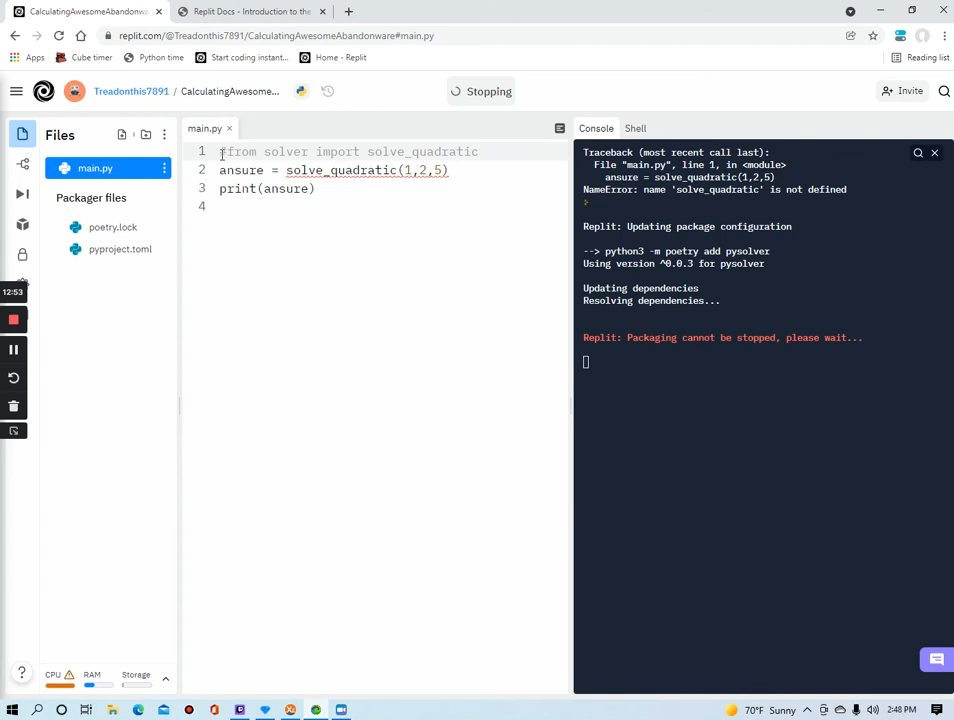 CalculatingAwesomeAbandonwa
Replit Docs - Introduction to the
replit.com/@Treadonthis7891/CalculatingAwesomeAbandonware#main.py
Apps
Cube timer
Python time
Start coding instant...
Home - Replit
Reading list
Treadonthis7891 / CalculatingAwesome...
Stopping
Invite
Files
main.py
Packager files
poetry.lock
pyproject.toml
main.py
1 #from solver import solve_quadratic
2 ansure = solve_quadratic(1,2,5)
3 print(ansure)
4
Console
Shell
Traceback (most recent call last):
File "main.py", line 1, in <module>
ansure = solve_quadratic(1,2,5)
NameError: name 'solve_quadratic' is not defined
Replit: Updating package configuration
--> python3 -m poetry add pysolver
Using version ^0.0.3 for pysolver
Updating dependencies
Resolving dependencies...
Replit: Packaging cannot be stopped, please wait...
12:53
CPU
RAM
Storage
70°F Sunny
2:48 PM